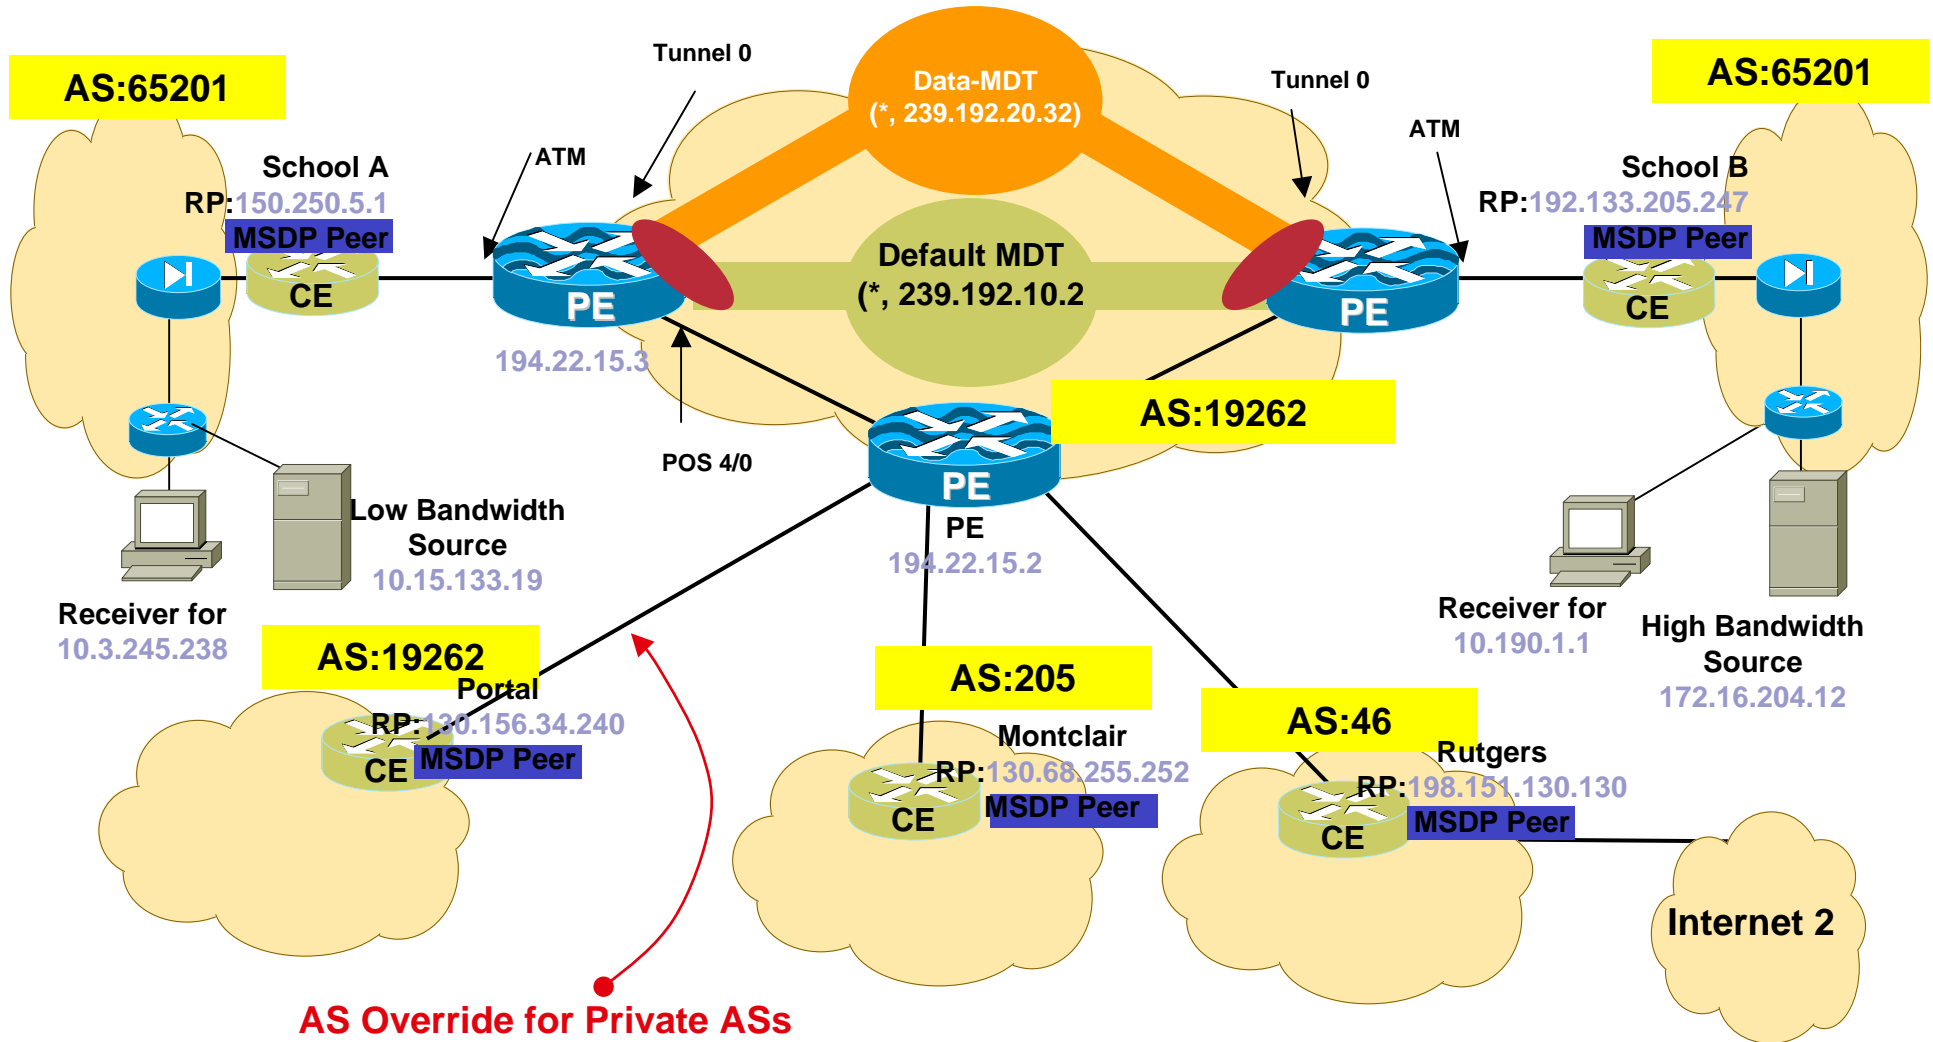 AS:65201
Tunnel 0
Data-MDT
(*, 239.192.20.32)
Tunnel 0
AS:65201
ATM
ATM
School A
RP:150.250.5.1
MSDP Peer
CE
PE
194.22.15.3
Default MDT
(*, 239.192.10.2
PE
School B
RP:192.133.205.247
MSDP Peer
CE
AS:19262
POS 4/0
PE
PE
194.22.15.2
Low Bandwidth
Source
10.15.133.19
Receiver for
10.3.245.238
Receiver for
10.190.1.1
High Bandwidth
Source
172.16.204.12
AS:19262
Portal
RP:130.156.34.240
MSDP Peer
CE
AS:205
Montclair
RP:130.68.255.252
MSDP Peer
CE
AS:46
Rutgers
RP:198.151.130.130
MSDP Peer
CE
Internet 2
AS Override for Private ASs